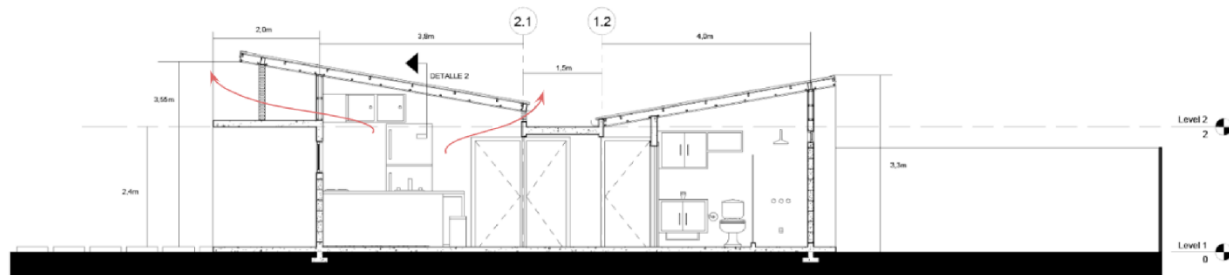 2.1
1.2
2,0m
3,8m
4,0m
1,5m
DETALLE 2
3,55m
Level 2
2
3,3m
2,4m
Level 1
0